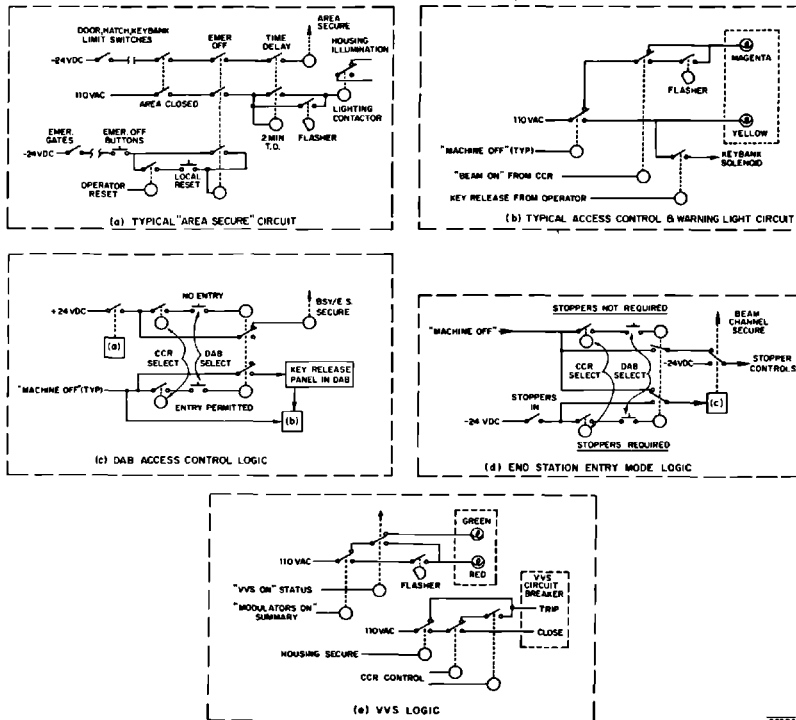 DOOR, HATCH, KEYBANK
LIMIT SWITCHES
EMER
OFF
TIME
DELAY
AREA
SECURE
HOUSING
ILLUMINATION
-24VDC
110 VAC
AREA CLOSED
LIGHTING
CONTACTOR
2 MIN
T.D.
FLASHER
EMER.
GATES
EMER. OFF
BUTTONS
-24VDC
OPERATOR
RESET
LOCAL
RESET
(a) TYPICAL "AREA SECURE" CIRCUIT
MAGENTA
FLASHER
110 VAC
YELLOW
"MACHINE OFF" (TYP)
KEYBANK
SOLENOID
"BEAM ON" FROM CCR
KEY RELEASE FROM OPERATOR
(b) TYPICAL ACCESS CONTROL & WARNING LIGHT CIRCUIT
NO ENTRY
+24VDC
BSY/E S.
SECURE
(a)
CCR
SELECT
DAB
SELECT
KEY RELEASE
PANEL IN DAB
"MACHINE OFF" (TYP)
ENTRY PERMITTED
(b)
(c) DAB ACCESS CONTROL LOGIC
STOPPERS NOT REQUIRED
BEAM
CHANNEL
SECURE
"MACHINE OFF"
CCR
SELECT
DAB
SELECT
-24VDC
STOPPER
CONTROLS
STOPPERS
IN
(c)
-24 VDC
STOPPERS REQUIRED
(d) END STATION ENTRY MODE LOGIC
GREEN
110 VAC
RED
FLASHER
"VVS ON" STATUS
VVS
CIRCUIT
BREAKER
"MODULATORS ON"
SUMMARY
TRIP
110VAC
CLOSE
HOUSING SECURE
CCR CONTROL
(e) VVS LOGIC